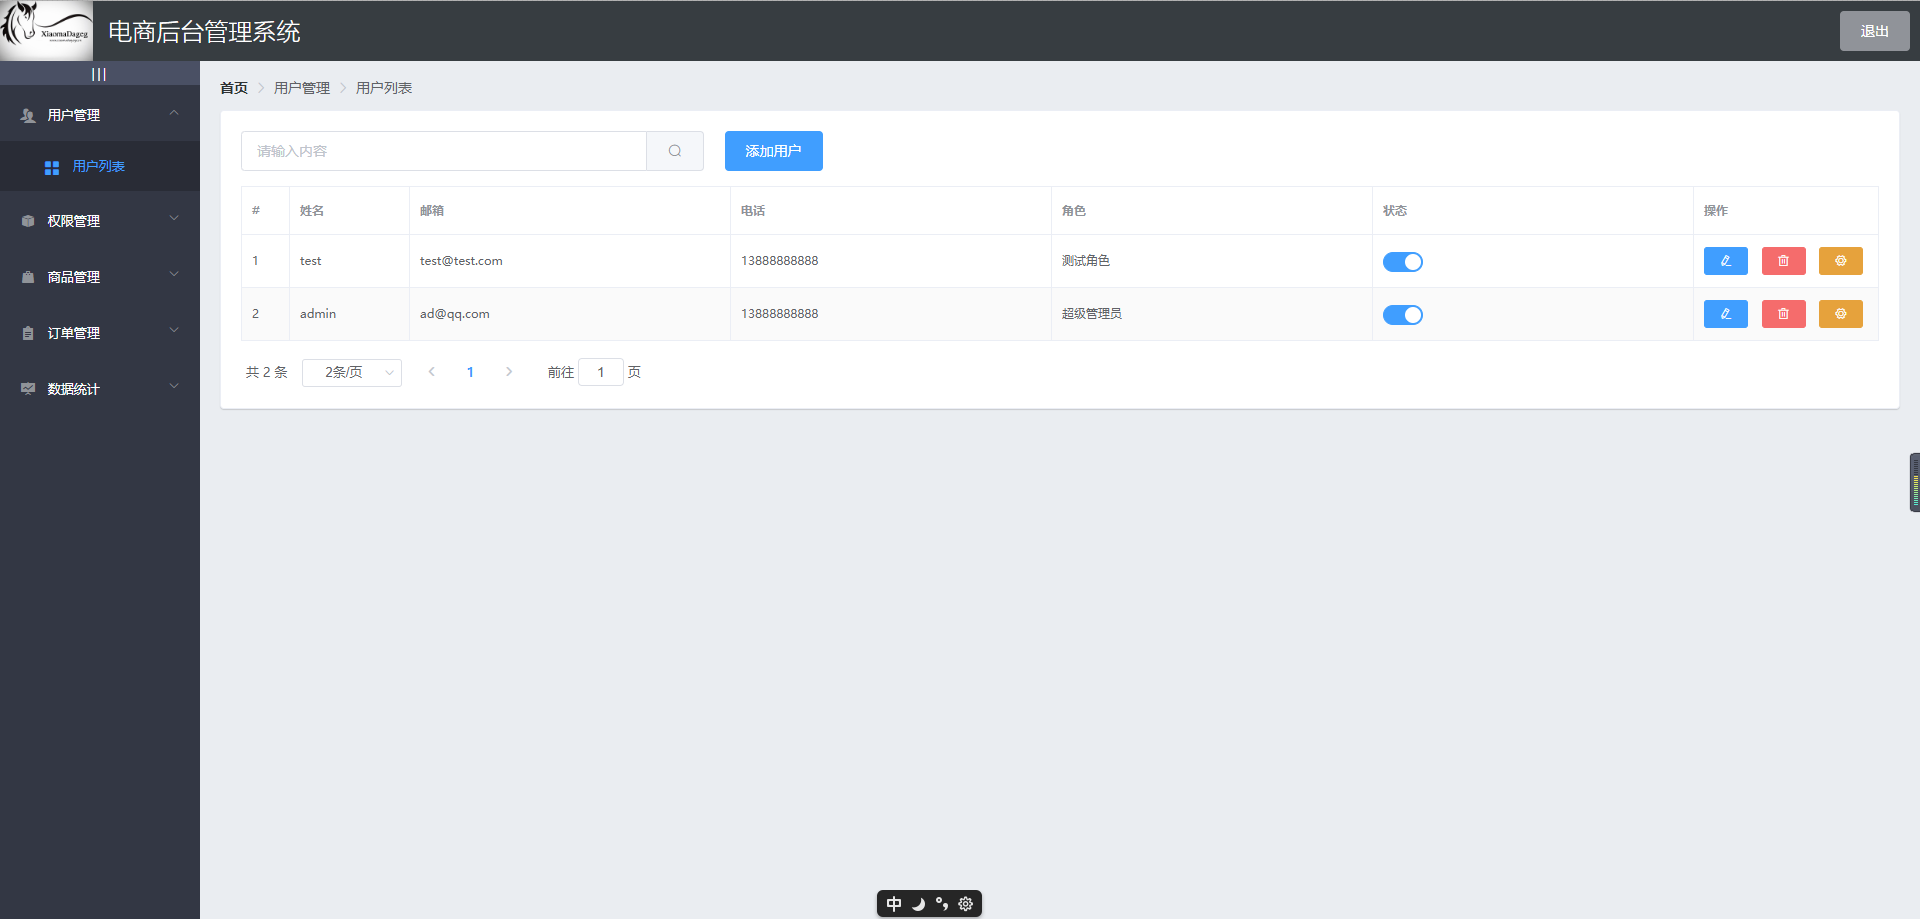 XiaomaDageg
电商后台管理系统
退出
|||
用户管理
用户列表
权限管理
商品管理
订单管理
数据统计
首页 > 用户管理 > 用户列表
请输入内容
添加用户
# 姓名 邮箱 电话 角色 状态 操作
1 test test@test.com 13888888888 测试角色
2 admin ad@qq.com 13888888888 超级管理员
共 2 条 2条/页 < 1 > 前往 1 页
中